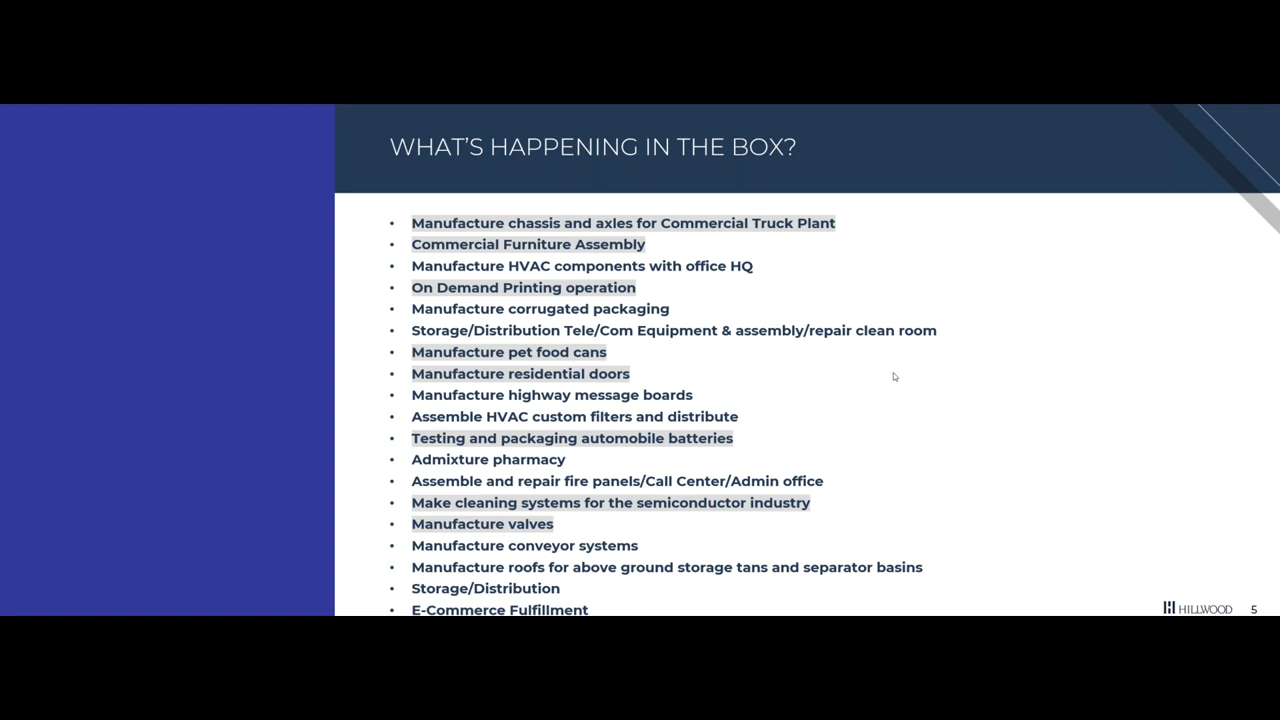 WHAT'S HAPPENING IN THE BOX?
• Manufacture chassis and axles for Commercial Truck Plant
• Commercial Furniture Assembly
• Manufacture HVAC components with office HQ
• On Demand Printing operation
• Manufacture corrugated packaging
• Storage/Distribution Tele/Com Equipment & assembly/repair clean room
• Manufacture pet food cans
• Manufacture residential doors
• Manufacture highway message boards
• Assemble HVAC custom filters and distribute
• Testing and packaging automobile batteries
• Admixture pharmacy
• Assemble and repair fire panels/Call Center/Admin office
• Make cleaning systems for the semiconductor industry
• Manufacture valves
• Manufacture conveyor systems
• Manufacture roofs for above ground storage tans and separator basins
• Storage/Distribution
• E-Commerce Fulfillment
HILLWOOD 5